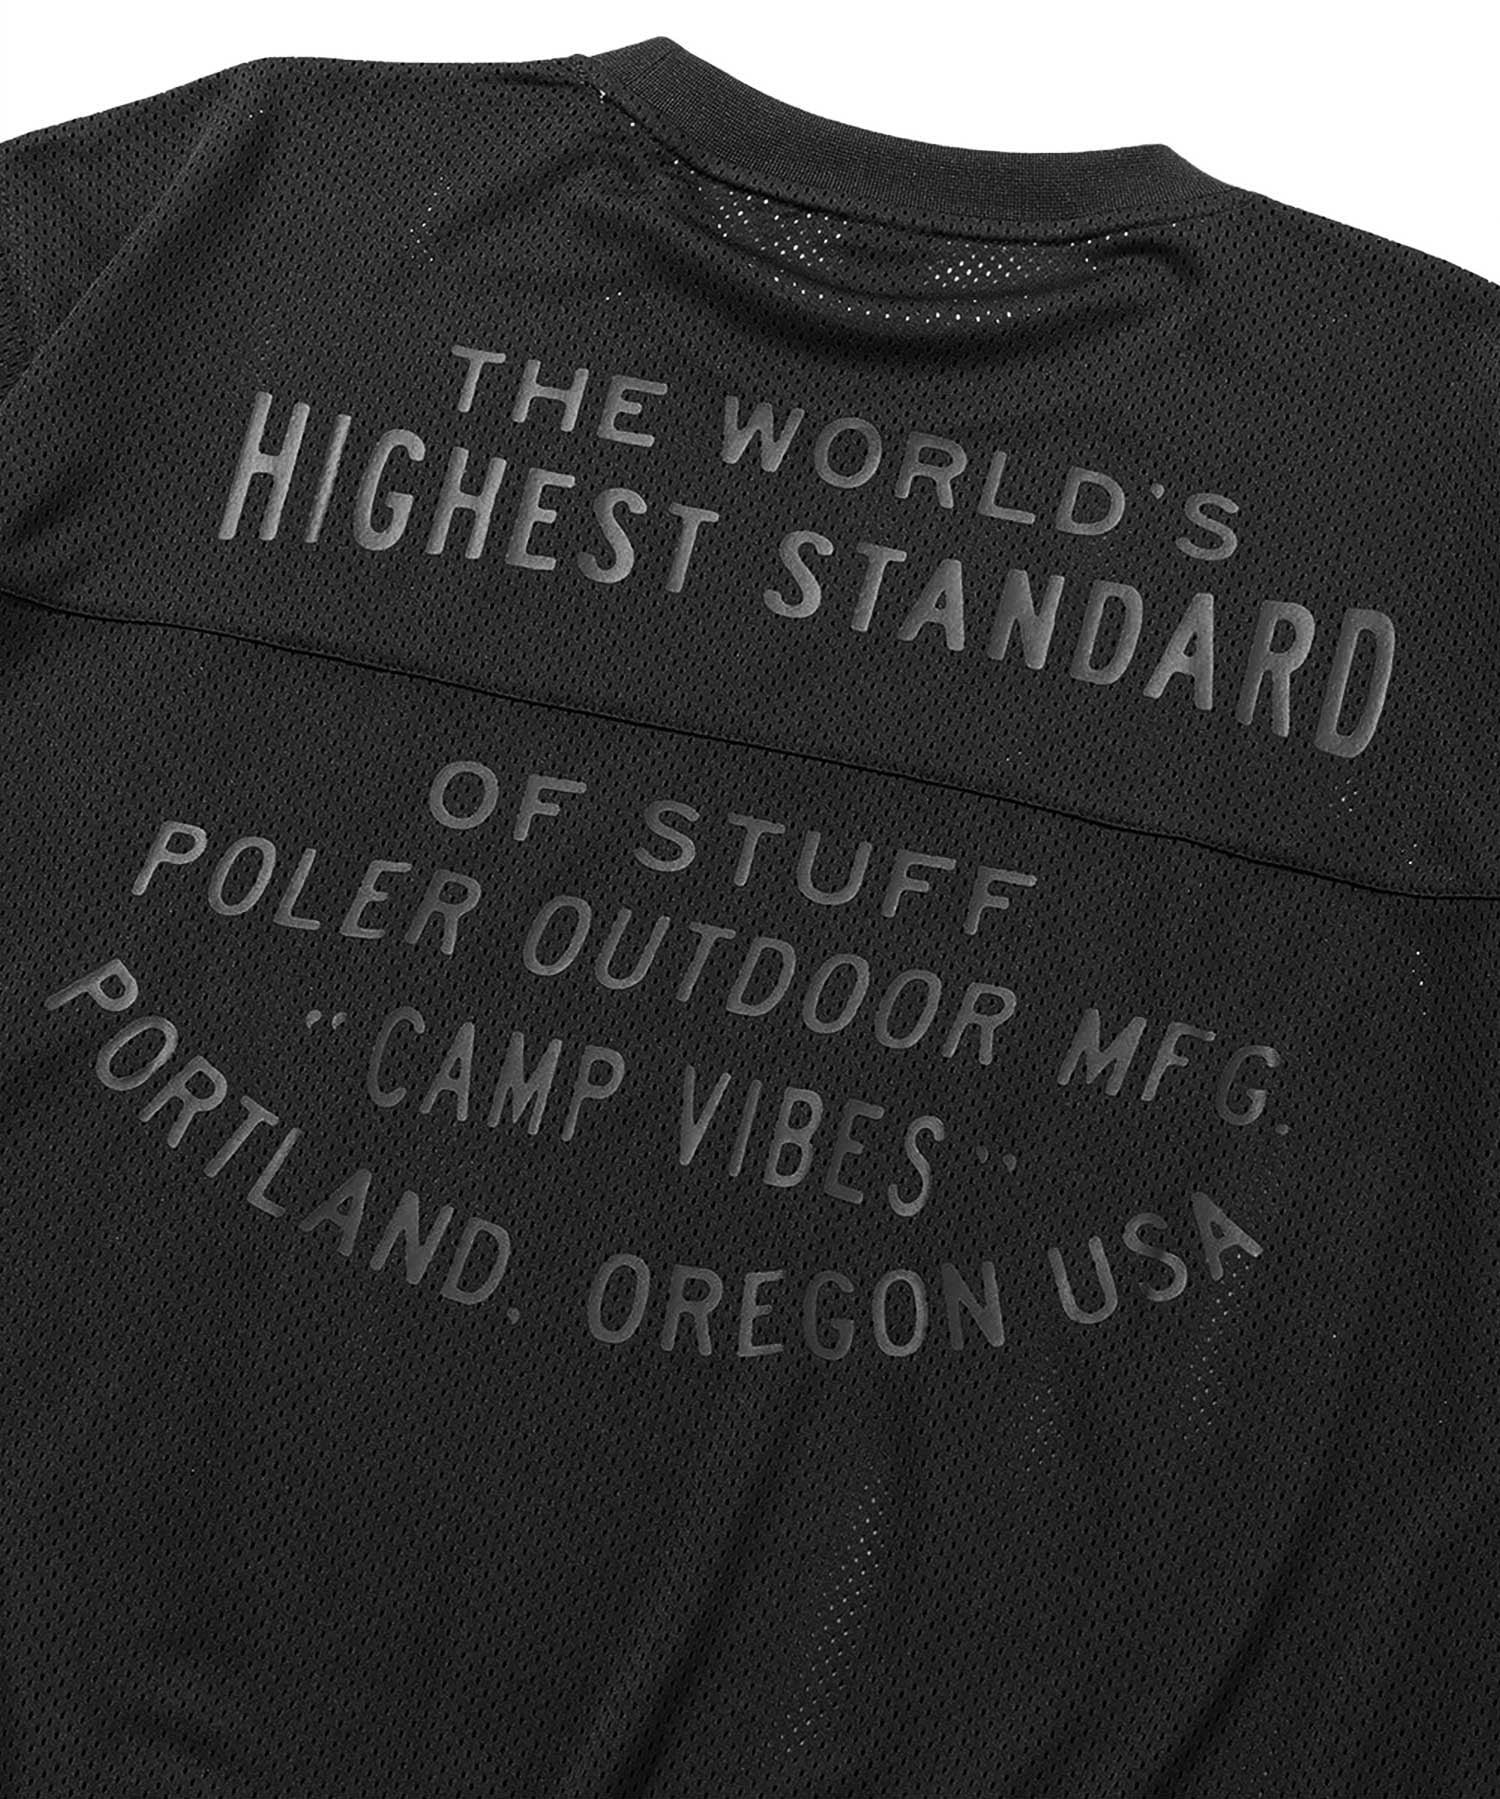 THE WORLD'S
HIGHEST STANDARD
OF STUFF
POLER OUTDOOR MFG.
"CAMP VIBES"
PORTLAND. OREGON USA